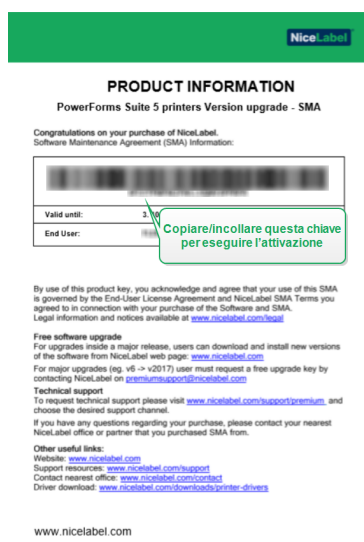 NiceLabel
PRODUCT INFORMATION
PowerForms Suite 5 printers Version upgrade - SMA
Congratulations on your purchase of NiceLabel.
Software Maintenance Agreement (SMA) Information:
Valid until:
End User:
Copiare/incollare questa chiave
per eseguire l'attivazione
By use of this product key, you acknowledge and agree that your use of this SMA
is governed by the End-User License Agreement and NiceLabel SMA Terms you
agreed to in connection with your purchase of the Software and SMA.
Legal information and notices available at www.nicelabel.com/legal
Free software upgrade
For upgrades inside a major release, users can download and install new versions
of the software from NiceLabel web page: www.nicelabel.com
For major upgrades (eg. v6 -> v2017) user must request a free upgrade key by
contacting NiceLabel on premiumsupport@nicelabel.com
Technical support
To request technical support please visit www.nicelabel.com/support/premium and
choose the desired support channel.
If you have any questions regarding your purchase, please contact your nearest
NiceLabel office or partner that you purchased SMA from.
Other useful links:
Website: www.nicelabel.com
Support resources: www.nicelabel.com/support
Contact nearest office: www.nicelabel.com/contact
Driver download: www.nicelabel.com/downloads/printer-drivers
www.nicelabel.com